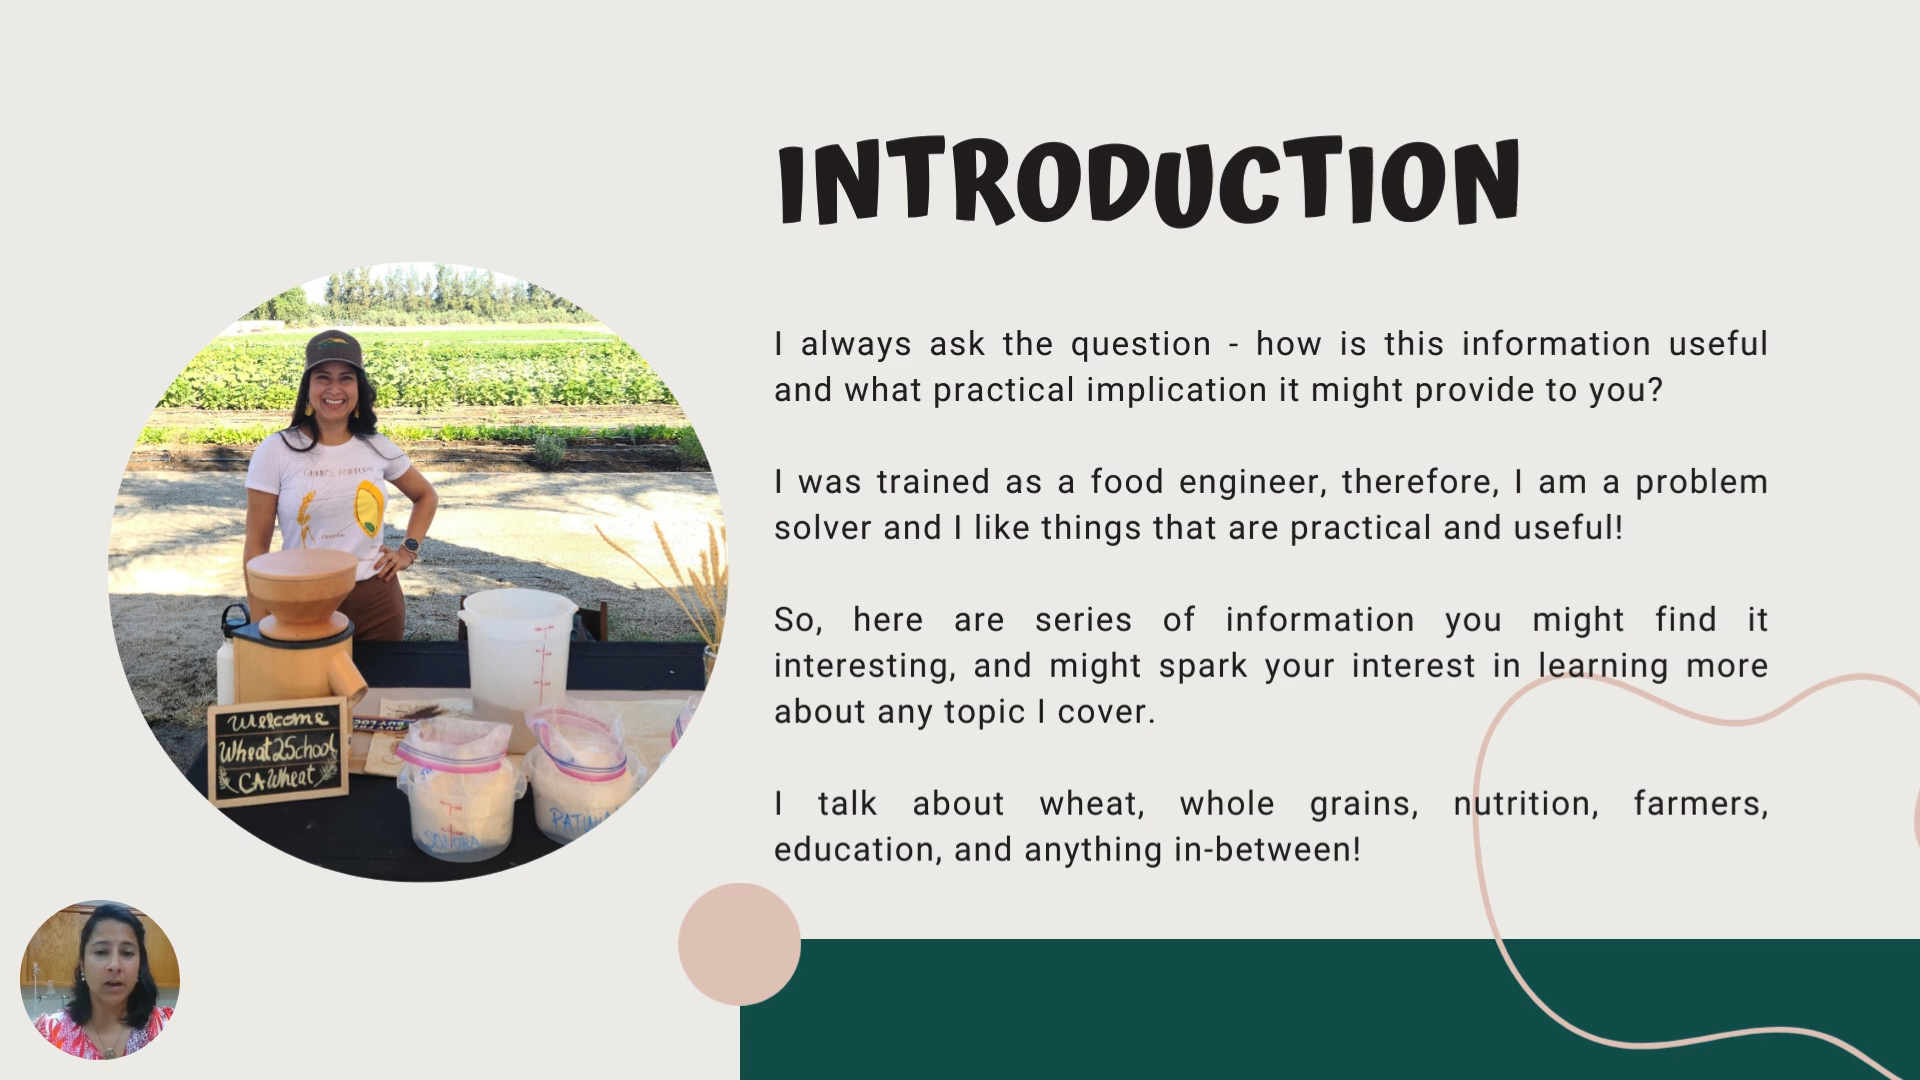 INTRODUCTION
I always ask the question - how is this information useful
and what practical implication it might provide to you?
I was trained as a food engineer, therefore, I am a problem
solver and I like things that are practical and useful!
So, here are series of information you might find it
interesting, and might spark your interest in learning more
about any topic I cover.
I talk about wheat, whole grains, nutrition, farmers,
education, and anything in-between!
Welcome
Wheat2School
CA Wheat
SONORA